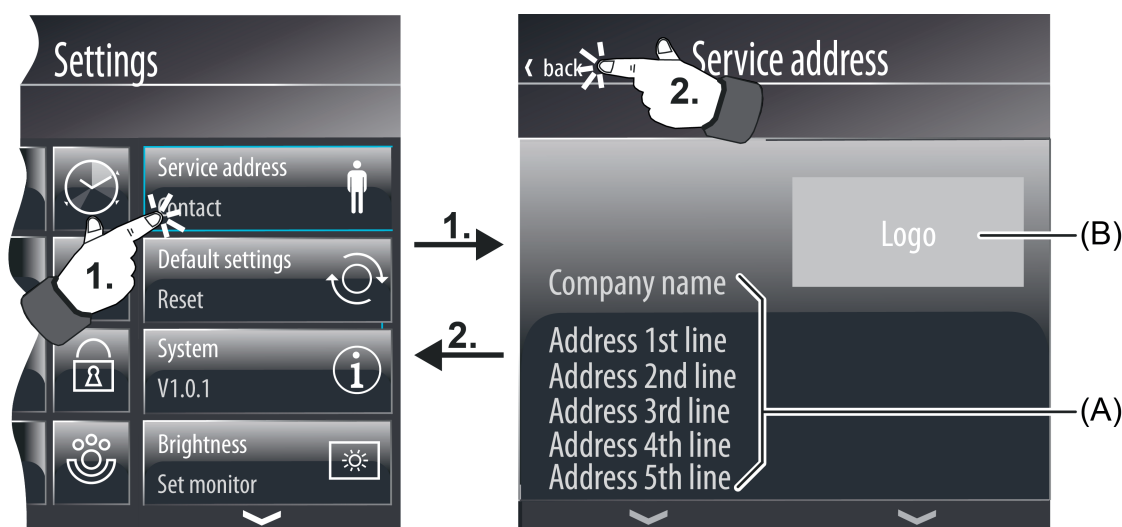 Settings
Service address
Contact
1.
Default settings
Reset
System
V1.0.1
Brightness
Set monitor
1.
2.
‹ back
2.
Service address
Logo
(B)
Company name
Address 1st line
Address 2nd line
Address 3rd line
Address 4th line
Address 5th line
(A)